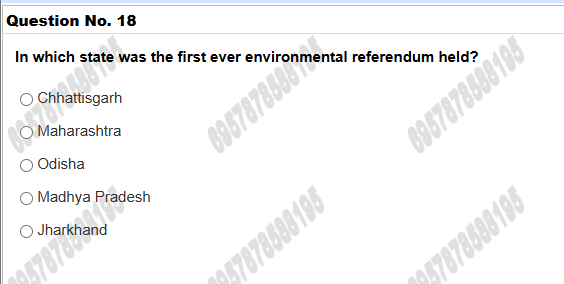 Question No. 18
In which state was the first ever environmental referendum held?
Chhattisgarh
Maharashtra
Odisha
Madhya Pradesh
Jharkhand